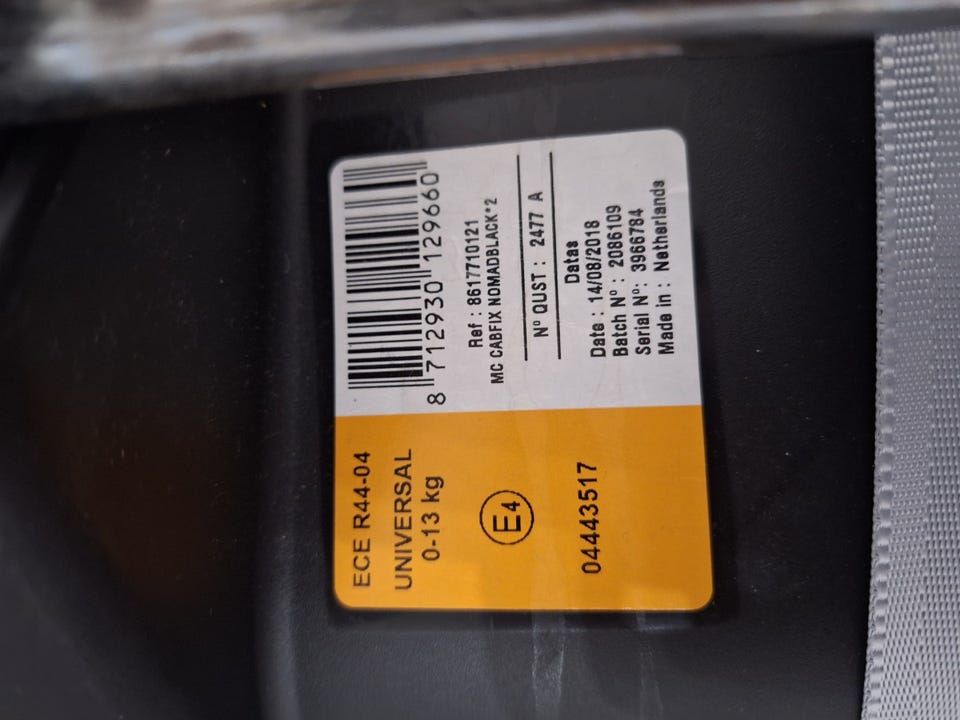 ECE R44-04
UNIVERSAL
0-13 kg
E4
04443517
8 712930 129660
Ref : 8617710121
MC CABFIX NOMADBLACK*2
N° QUST : 2477 A
Datas
Date : 14/08/2018
Batch N° : 2086109
Serial N°: 3966784
Made in : Netherlands